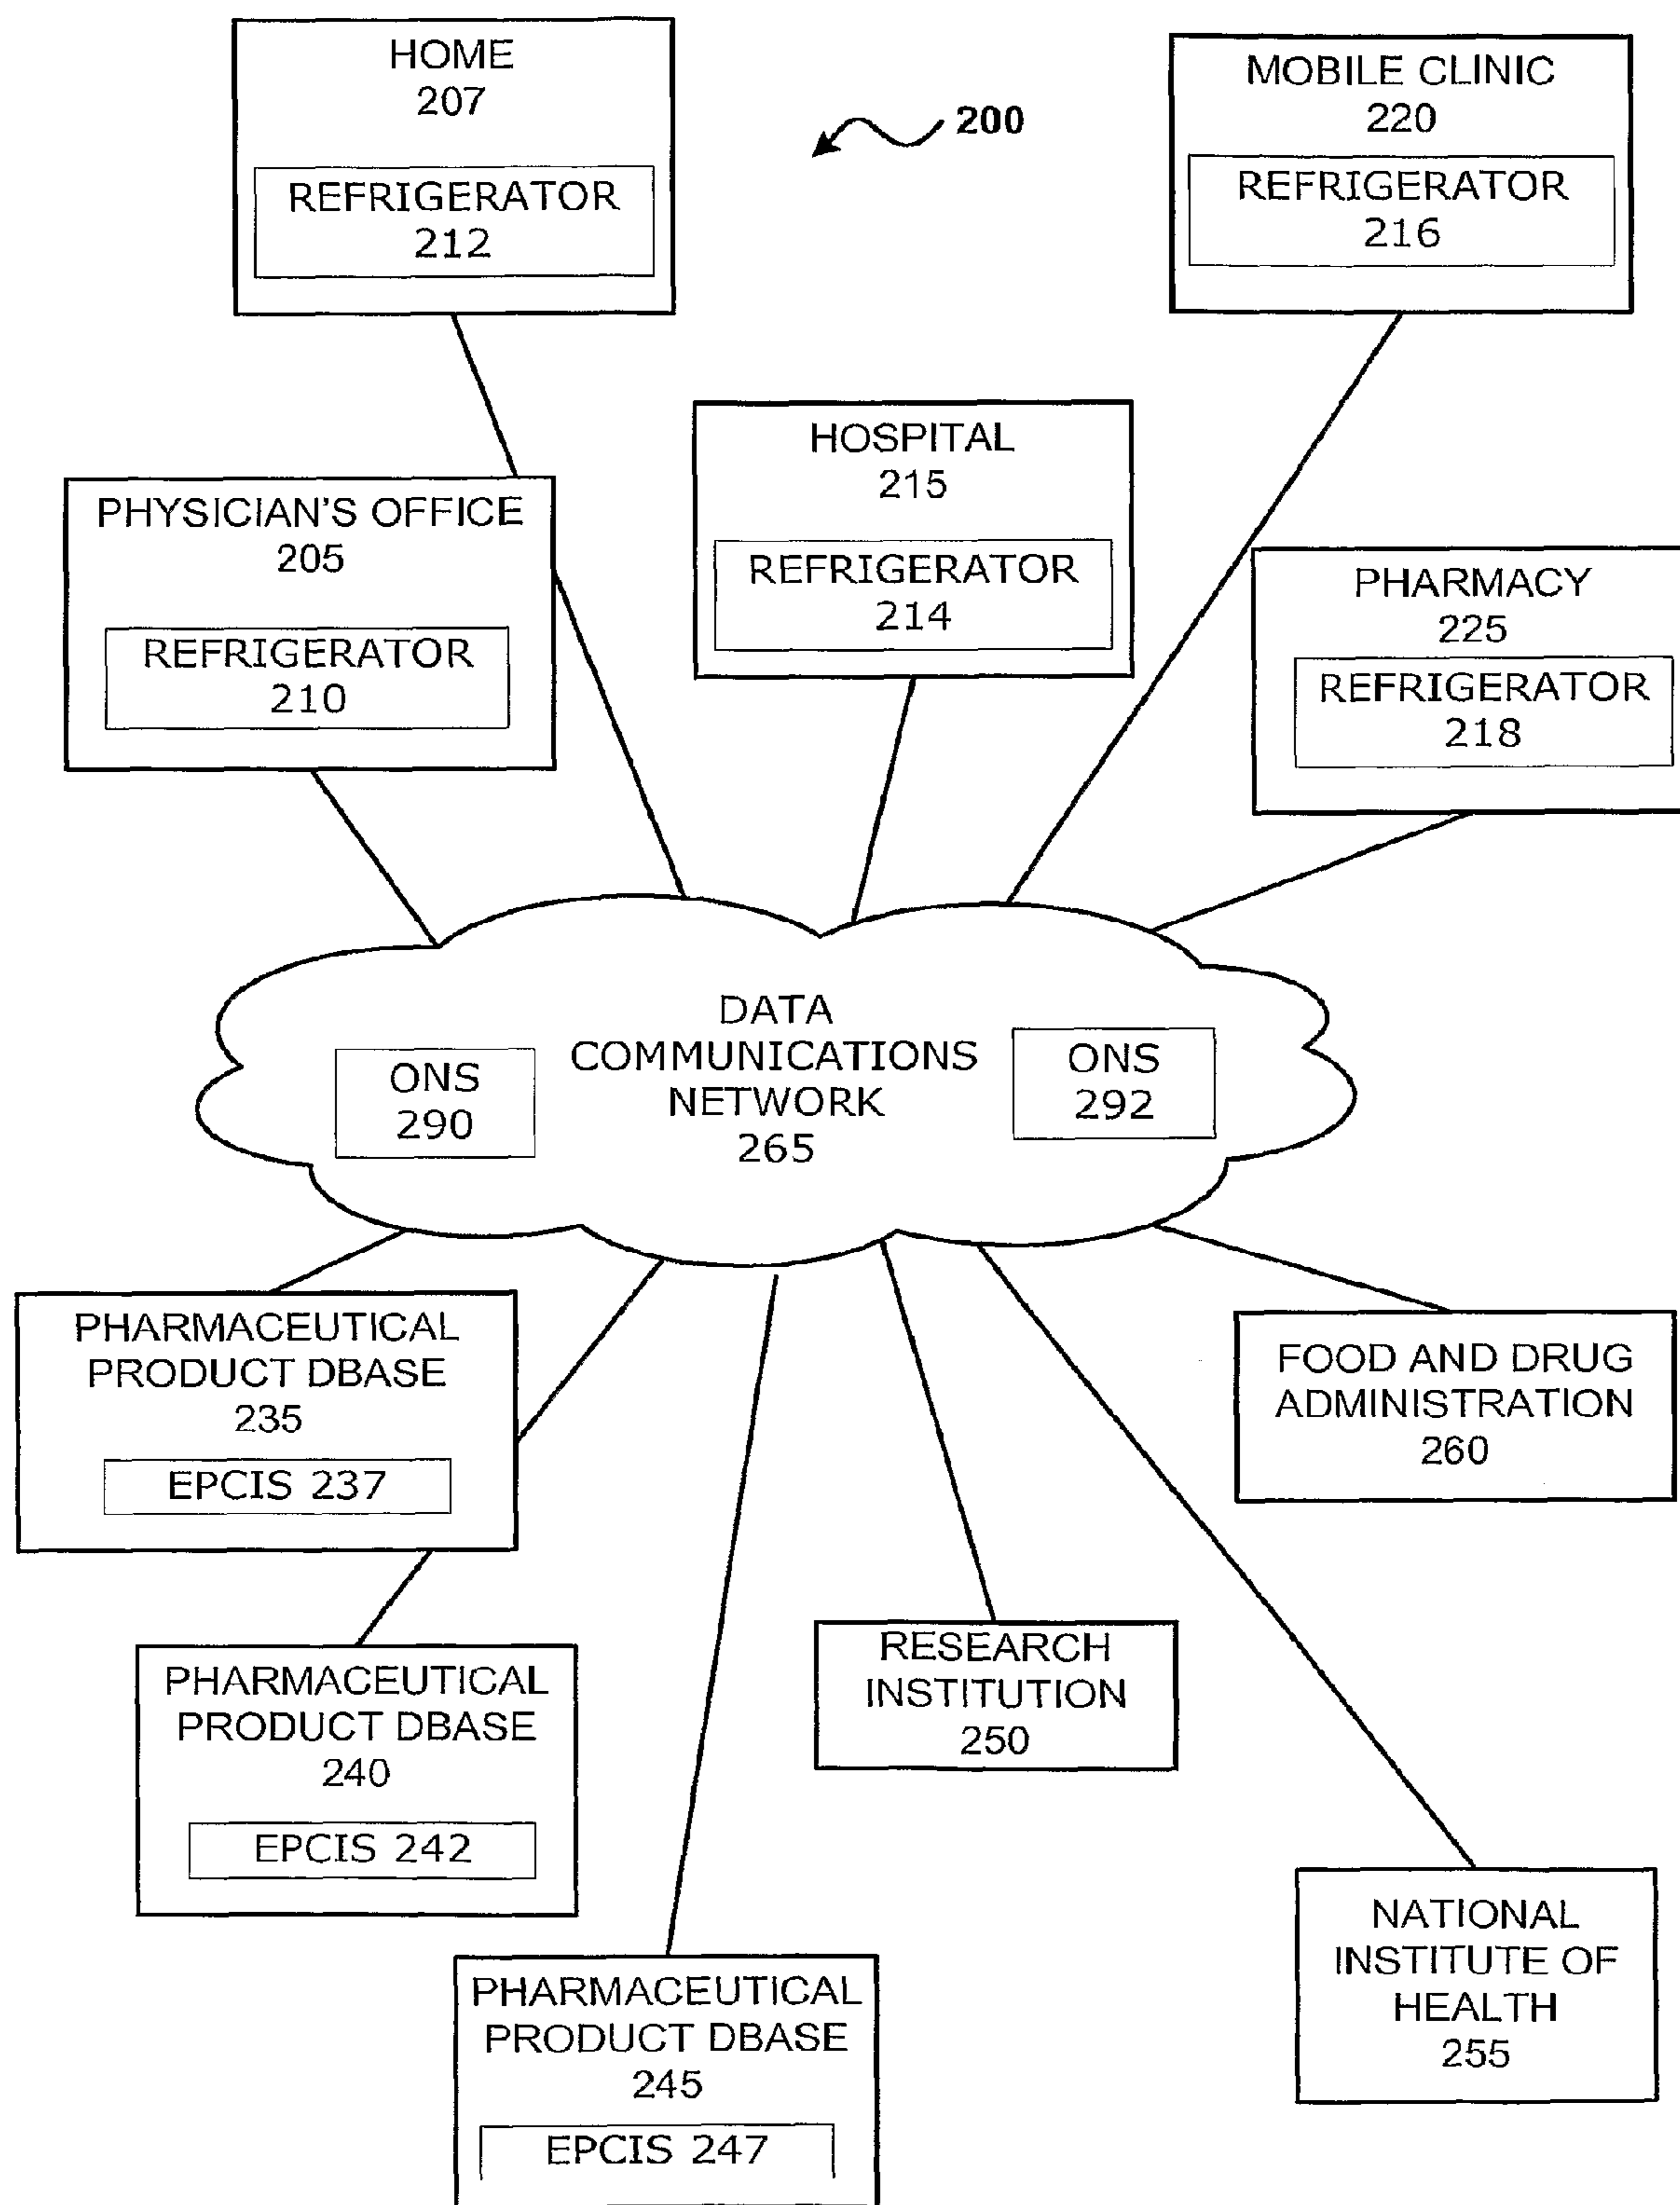 HOME
207
REFRIGERATOR
212
200
MOBILE CLINIC
220
REFRIGERATOR
216
HOSPITAL
215
REFRIGERATOR
214
PHYSICIAN'S OFFICE
205
REFRIGERATOR
210
PHARMACY
225
REFRIGERATOR
218
DATA
COMMUNICATIONS
NETWORK
265
ONS
290
ONS
292
PHARMACEUTICAL
PRODUCT DBASE
235
EPCIS 237
FOOD AND DRUG
ADMINISTRATION
260
PHARMACEUTICAL
PRODUCT DBASE
240
EPCIS 242
RESEARCH
INSTITUTION
250
NATIONAL
INSTITUTE OF
HEALTH
255
PHARMACEUTICAL
PRODUCT DBASE
245
EPCIS 247